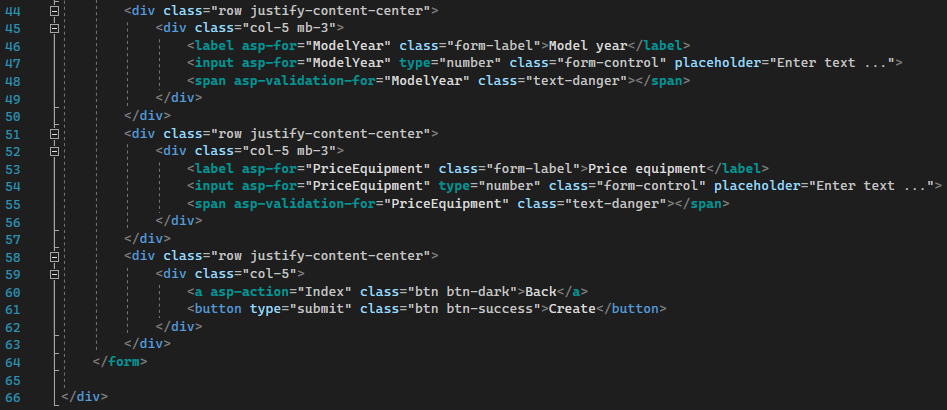 44 <div class="row justify-content-center">
45 <div class="col-5 mb-3">
46 <label asp-for="ModelYear" class="form-label">Model year</label>
47 <input asp-for="ModelYear" type="number" class="form-control" placeholder="Enter text ...">
48 <span asp-validation-for="ModelYear" class="text-danger"></span>
49 </div>
50 </div>
51 <div class="row justify-content-center">
52 <div class="col-5 mb-3">
53 <label asp-for="PriceEquipment" class="form-label">Price equipment</label>
54 <input asp-for="PriceEquipment" type="number" class="form-control" placeholder="Enter text ...">
55 <span asp-validation-for="PriceEquipment" class="text-danger"></span>
56 </div>
57 </div>
58 <div class="row justify-content-center">
59 <div class="col-5">
60 <a asp-action="Index" class="btn btn-dark">Back</a>
61 <button type="submit" class="btn btn-success">Create</button>
62 </div>
63 </div>
64 </form>
65
66 </div>